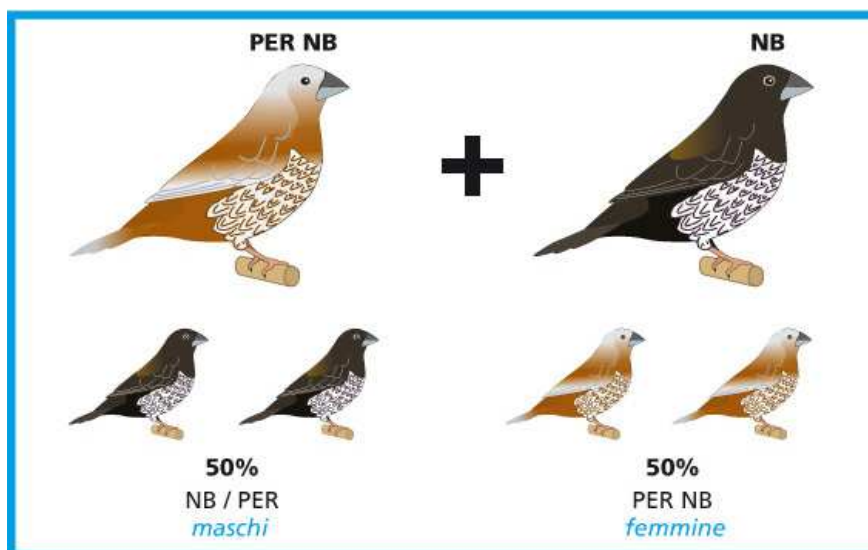 PER NB
NB
+
50%
NB / PER
maschi
50%
PER NB
femmine